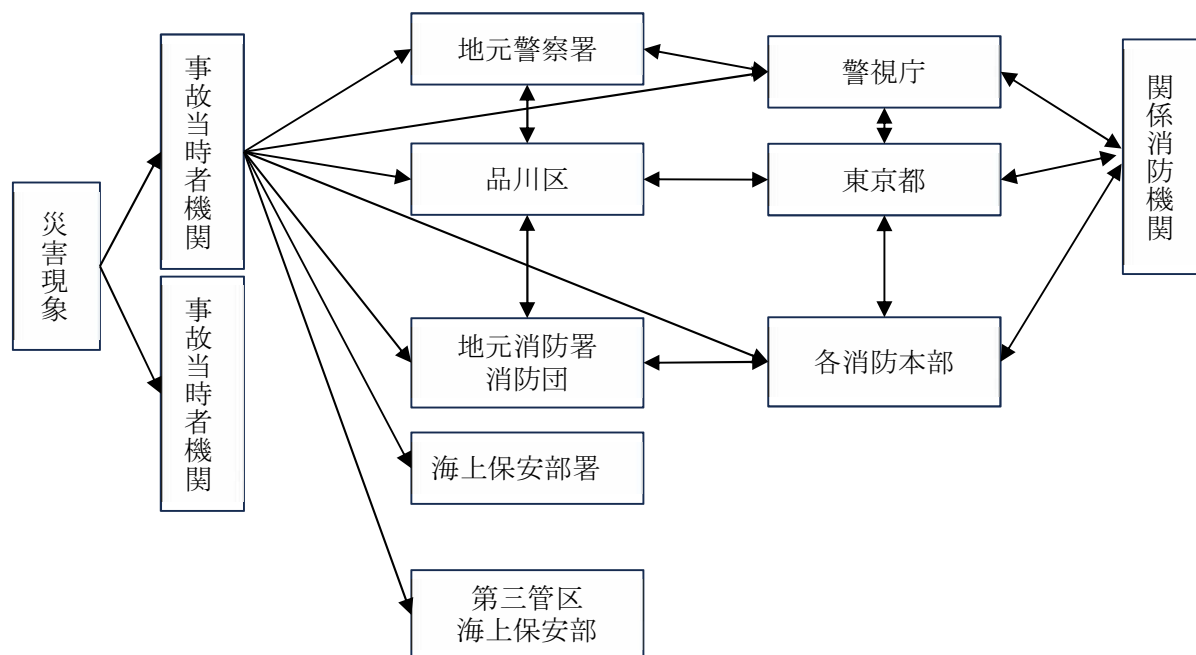 災害現象
事故当時者機関
事故当時者機関
地元警察署
品川区
地元消防署
消防団
海上保安部署
第三管区
海上保安部
警視庁
東京都
各消防本部
関係消防機関